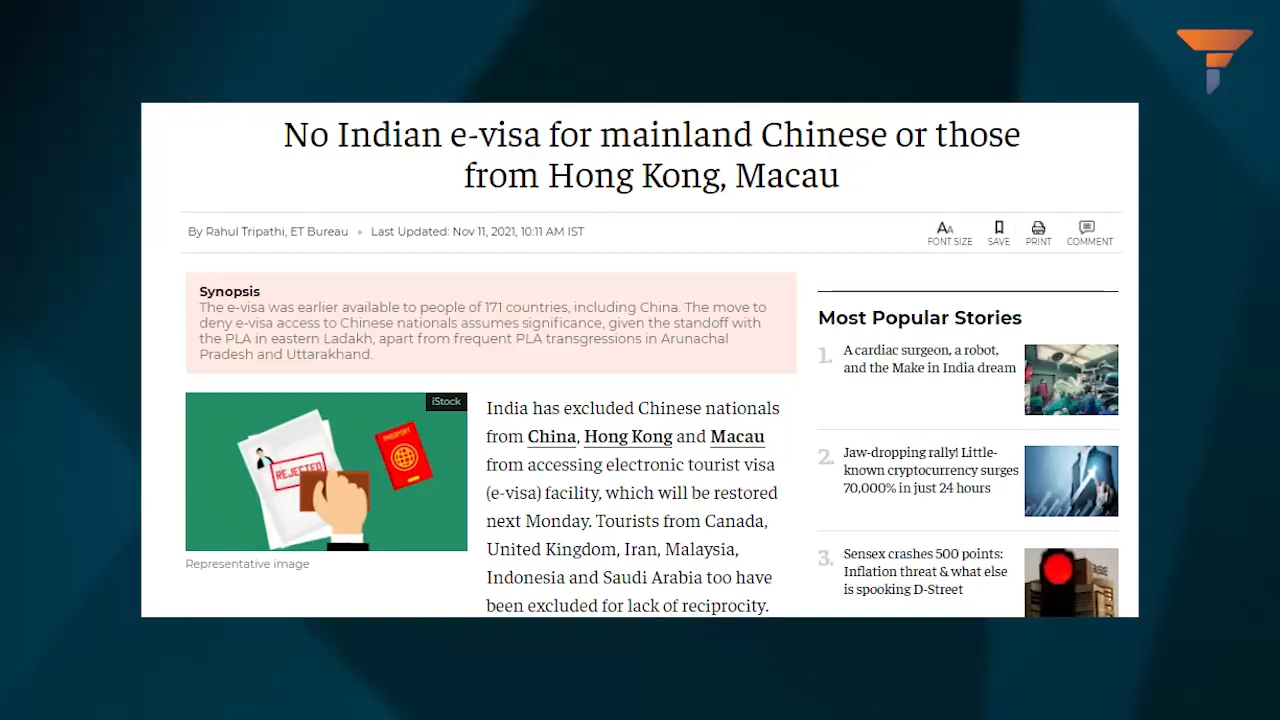 No Indian e-visa for mainland Chinese or those
from Hong Kong, Macau
By Rahul Tripathi, ET Bureau • Last Updated: Nov 11, 2021, 10:11 AM IST
FONT SIZE SAVE PRINT COMMENT
Synopsis
The e-visa was earlier available to people of 171 countries, including China. The move to
deny e-visa access to Chinese nationals assumes significance, given the standoff with
the PLA in eastern Ladakh, apart from frequent PLA transgressions in Arunachal
Pradesh and Uttarakhand.
iStock
PASSPORT
REJECTED
Representative image
India has excluded Chinese nationals
from China, Hong Kong and Macau
from accessing electronic tourist visa
(e-visa) facility, which will be restored
next Monday. Tourists from Canada,
United Kingdom, Iran, Malaysia,
Indonesia and Saudi Arabia too have
been excluded for lack of reciprocity.
Most Popular Stories
1. A cardiac surgeon, a robot,
and the Make in India dream
2. Jaw-dropping rally! Little-
known cryptocurrency surges
70,000% in just 24 hours
3. Sensex crashes 500 points:
Inflation threat & what else
is spooking D-Street
BSE